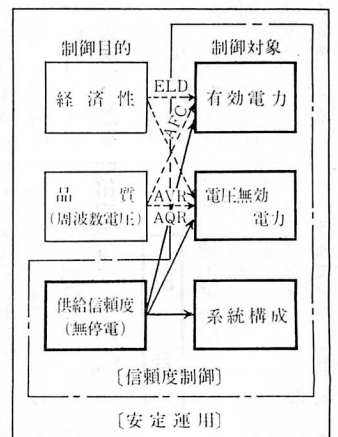 制御目的
制御対象
経済性
ELD
有効電力
AFC
品質
(周波数電圧)
AVR
AQR
電圧無効
電力
供給信頼度
(無停電)
系統構成
〔信頼度制御〕
〔安定運用〕